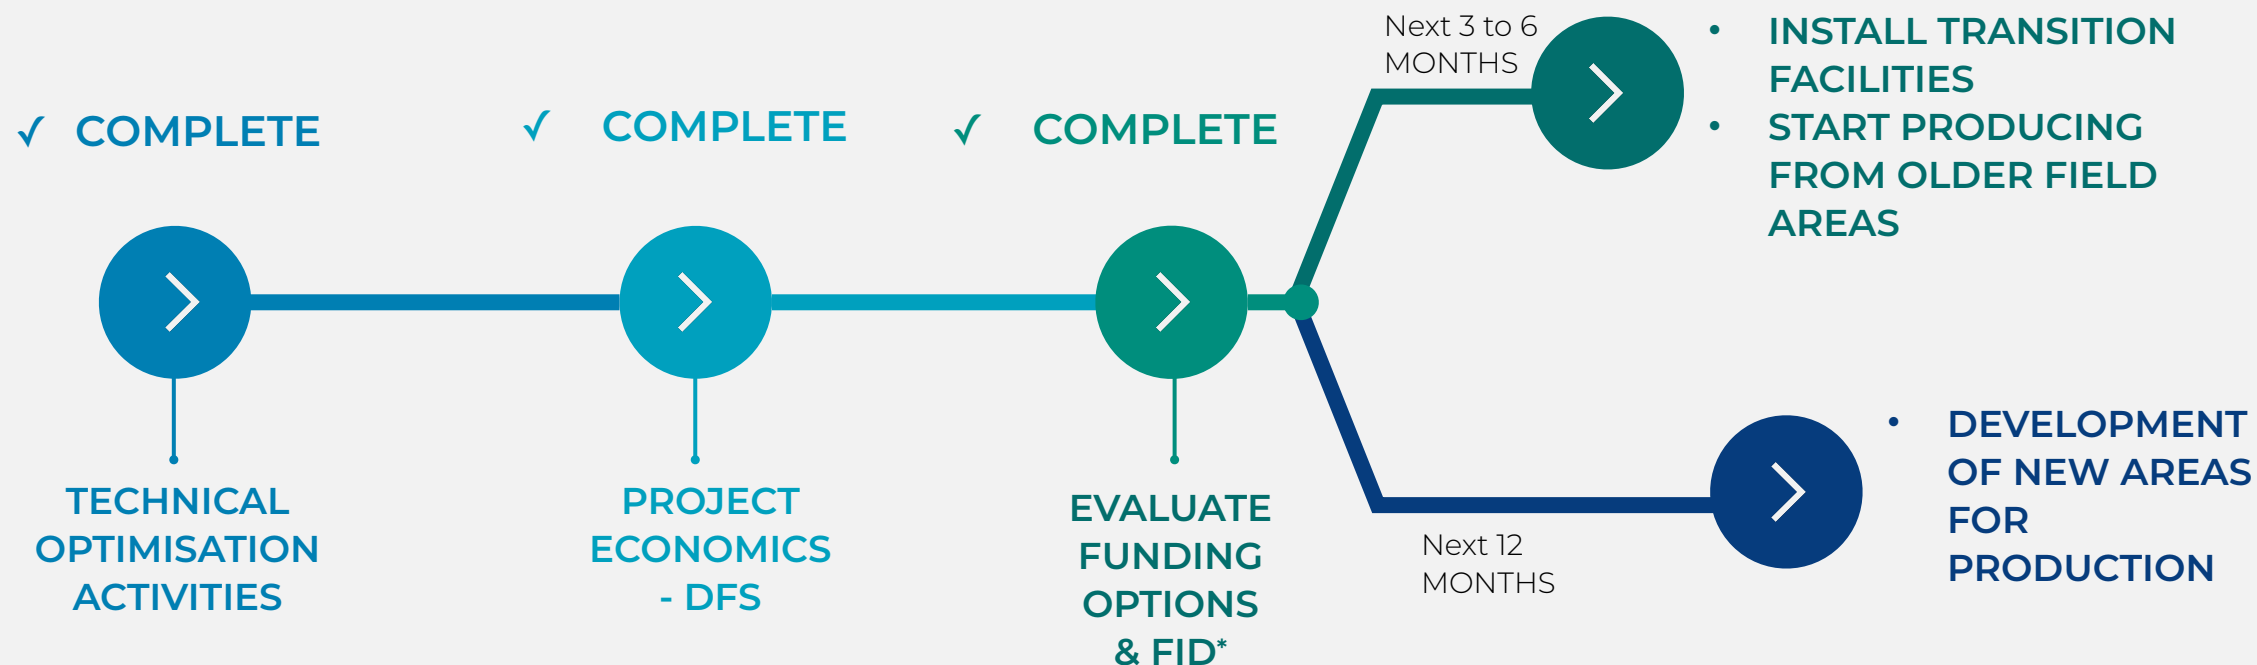 ✓ COMPLETE
✓ COMPLETE
✓ COMPLETE
TECHNICAL
OPTIMISATION
ACTIVITIES
PROJECT
ECONOMICS
- DFS
EVALUATE
FUNDING
OPTIONS
& FID*
Next 3 to 6
MONTHS
• INSTALL TRANSITION
FACILITIES
• START PRODUCING
FROM OLDER FIELD
AREAS
Next 12
MONTHS
• DEVELOPMENT
OF NEW AREAS
FOR
PRODUCTION